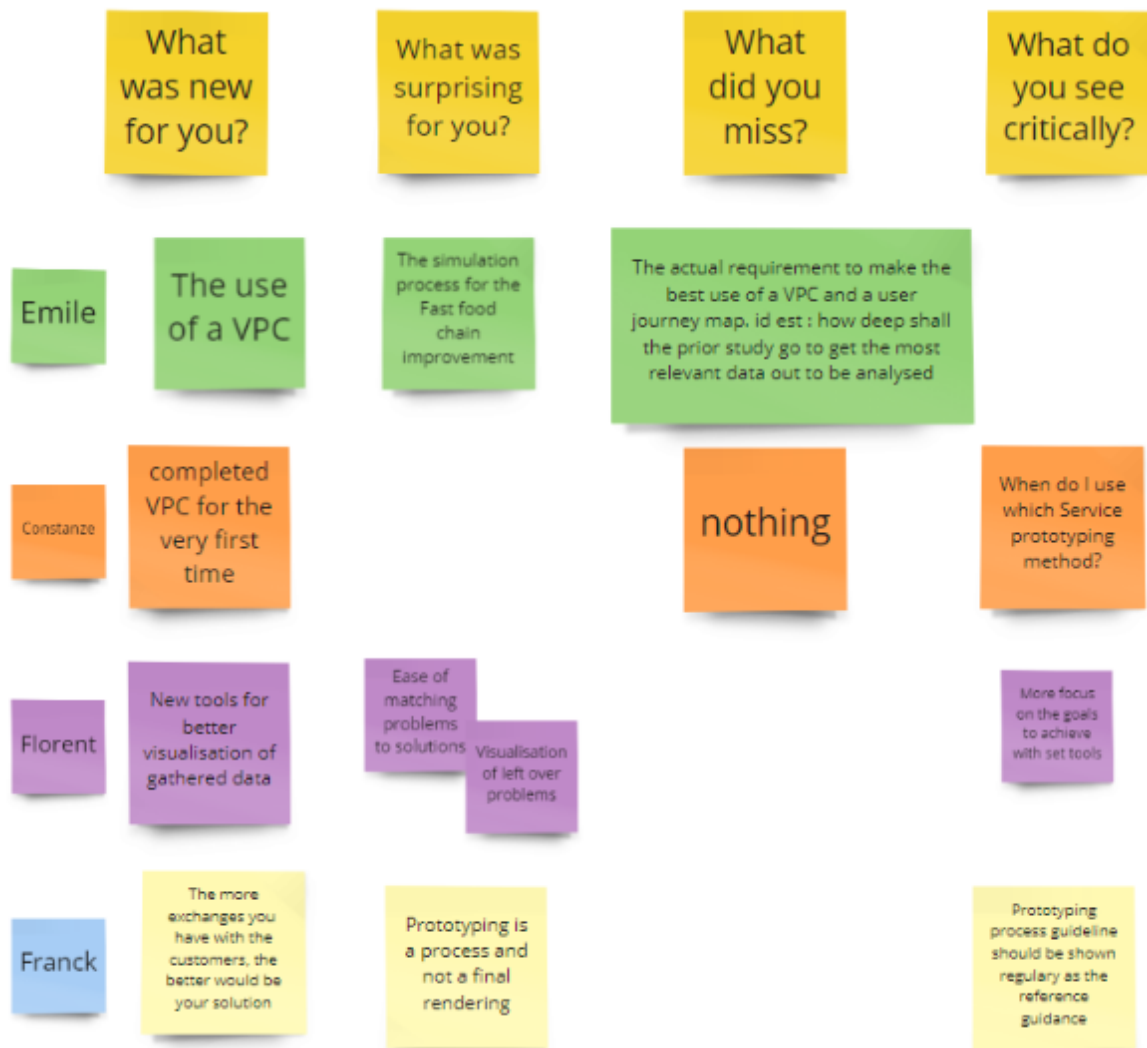 What
was new
for you?
What was
surprising
for you?
What
did you
miss?
What do
you see
critically?
Emile
The use
of a VPC
The simulation
process for the
Fast food
chain
improvement
The actual requirement to make the
best use of a VPC and a user
journey map. id est : how deep shall
the prior study go to get the most
relevant data out to be analysed
Constanze
completed
VPC for the
very first
time
nothing
When do I use
which Service
prototyping
method?
Florent
New tools for
better
visualisation of
gathered data
Ease of
matching
problems
to solutions
Visualisation
of left over
problems
More focus
on the goals
to achieve
with set tools
Franck
The more
exchanges you
have with the
customers, the
better would be
your solution
Prototyping is
a process and
not a final
rendering
Prototyping
process guideline
should be shown
regulary as the
reference
guidance